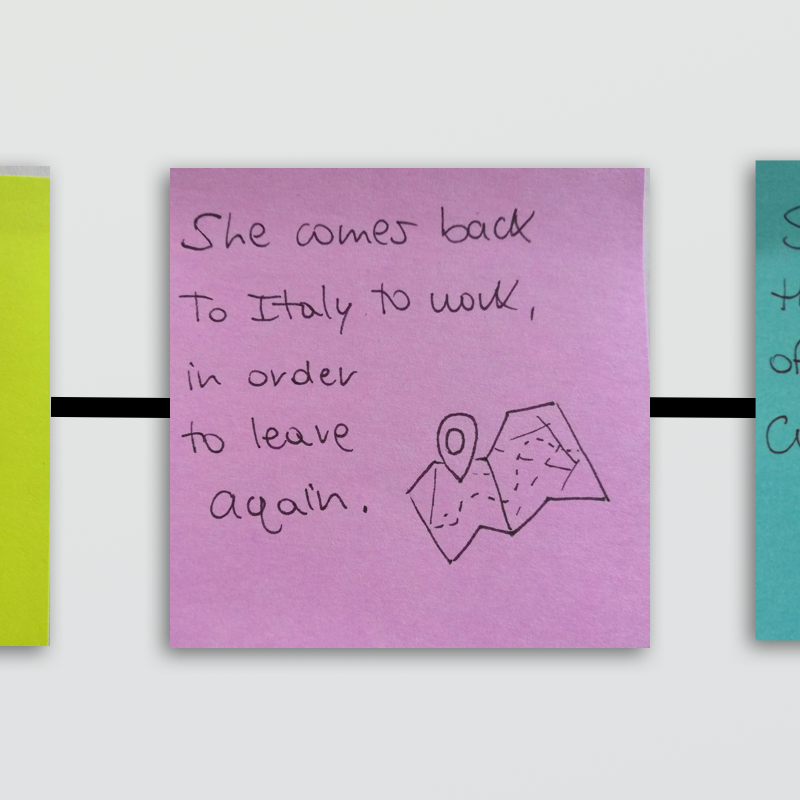 She comes back
To Italy to work,
in order
to leave
again.
S
th
of
Cu